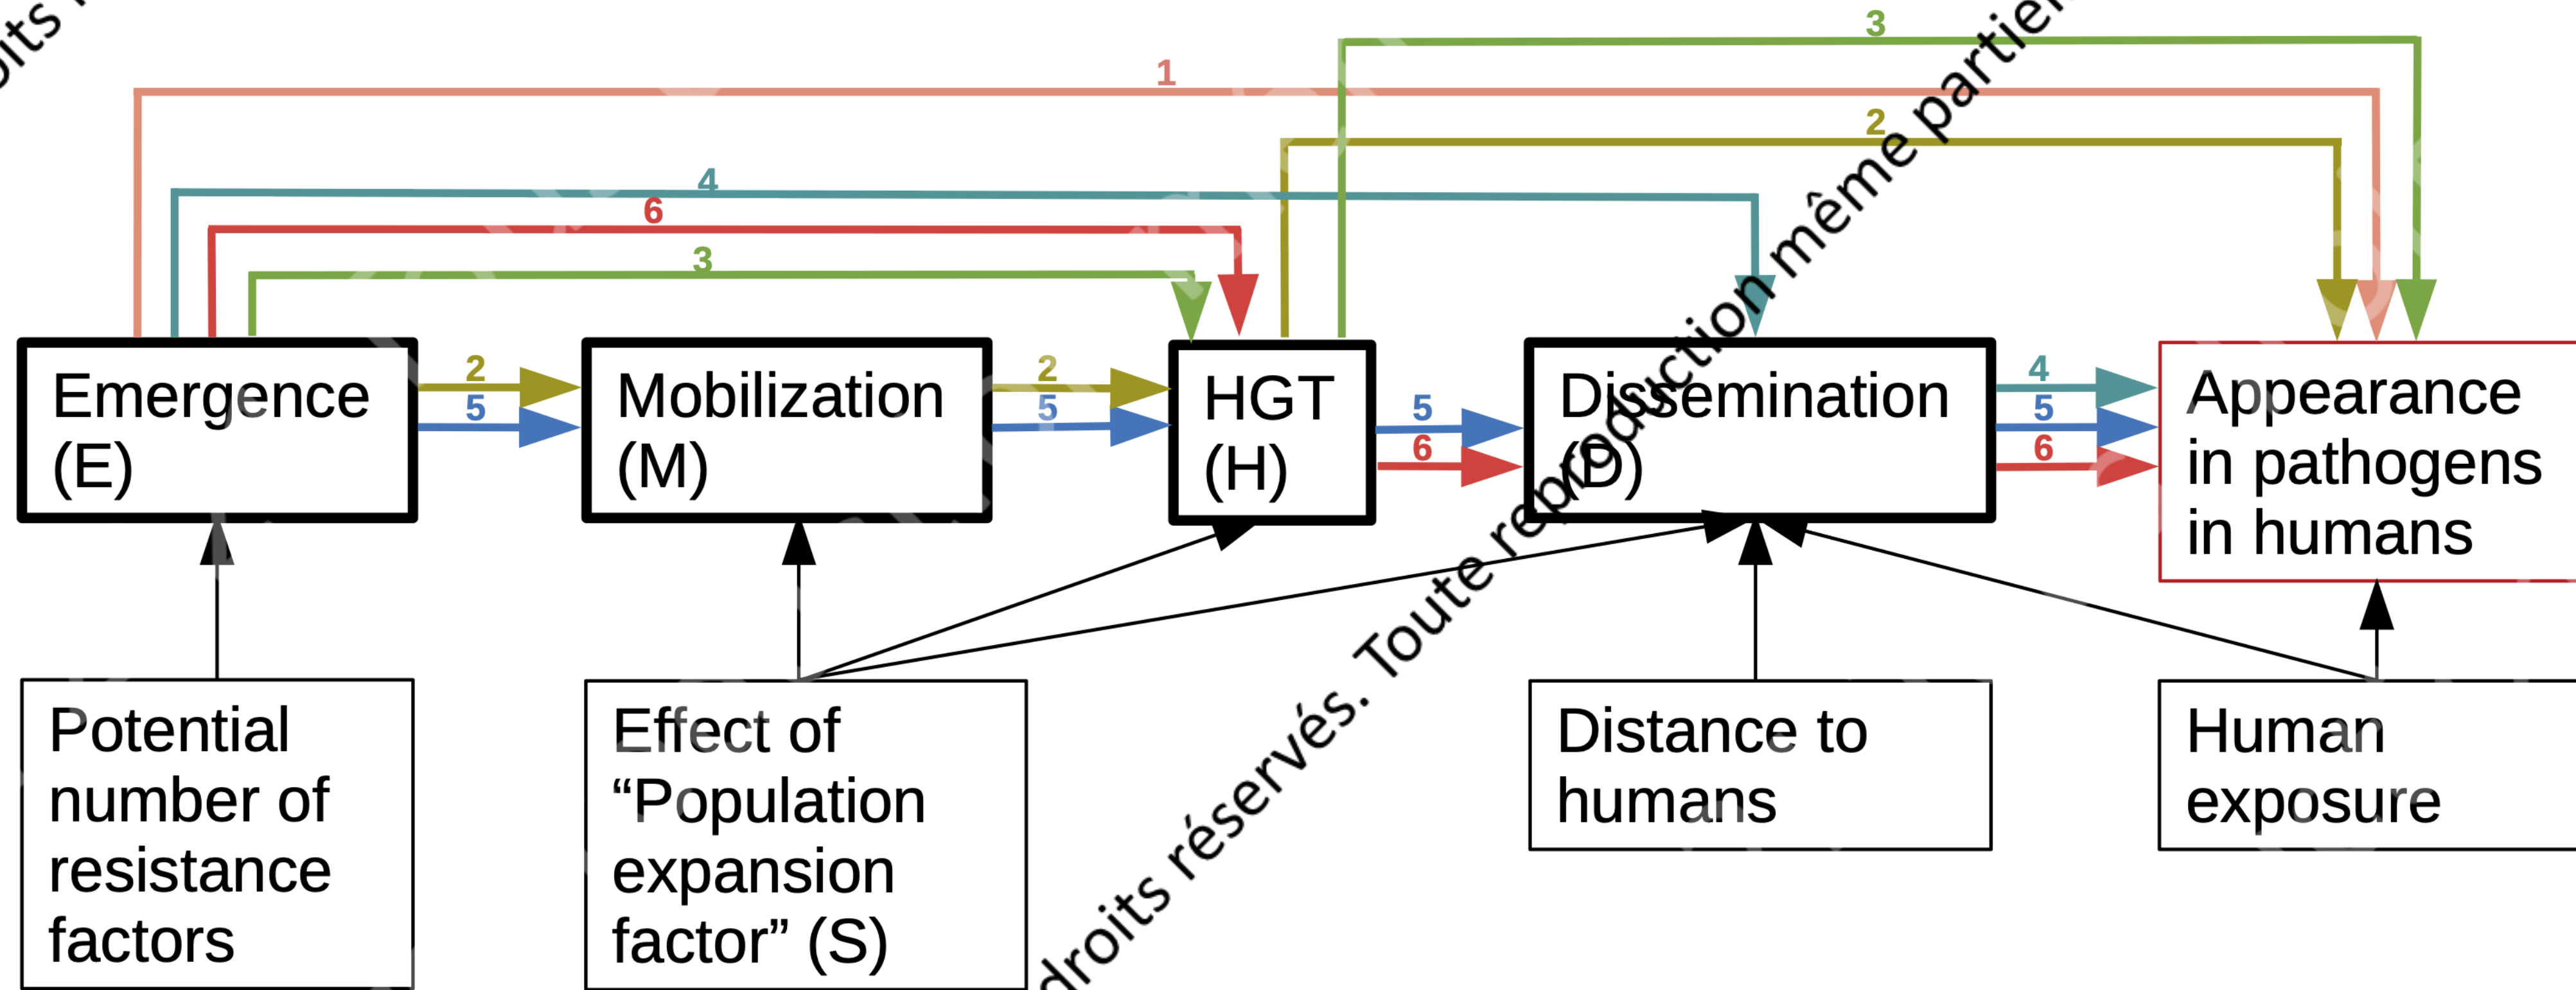 oits
3
1
2
4
6
3
Emergence
(E)
2
5
Mobilization
(M)
2
5
HGT
(H)
5
6
Dissemination
(D)
4
5
6
Appearance
in pathogens
in humans
Potential
number of
resistance
factors
Effect of
“Population
expansion
factor” (S)
Distance to
humans
Human
exposure
droits réservés. Toute reproduction même partiel